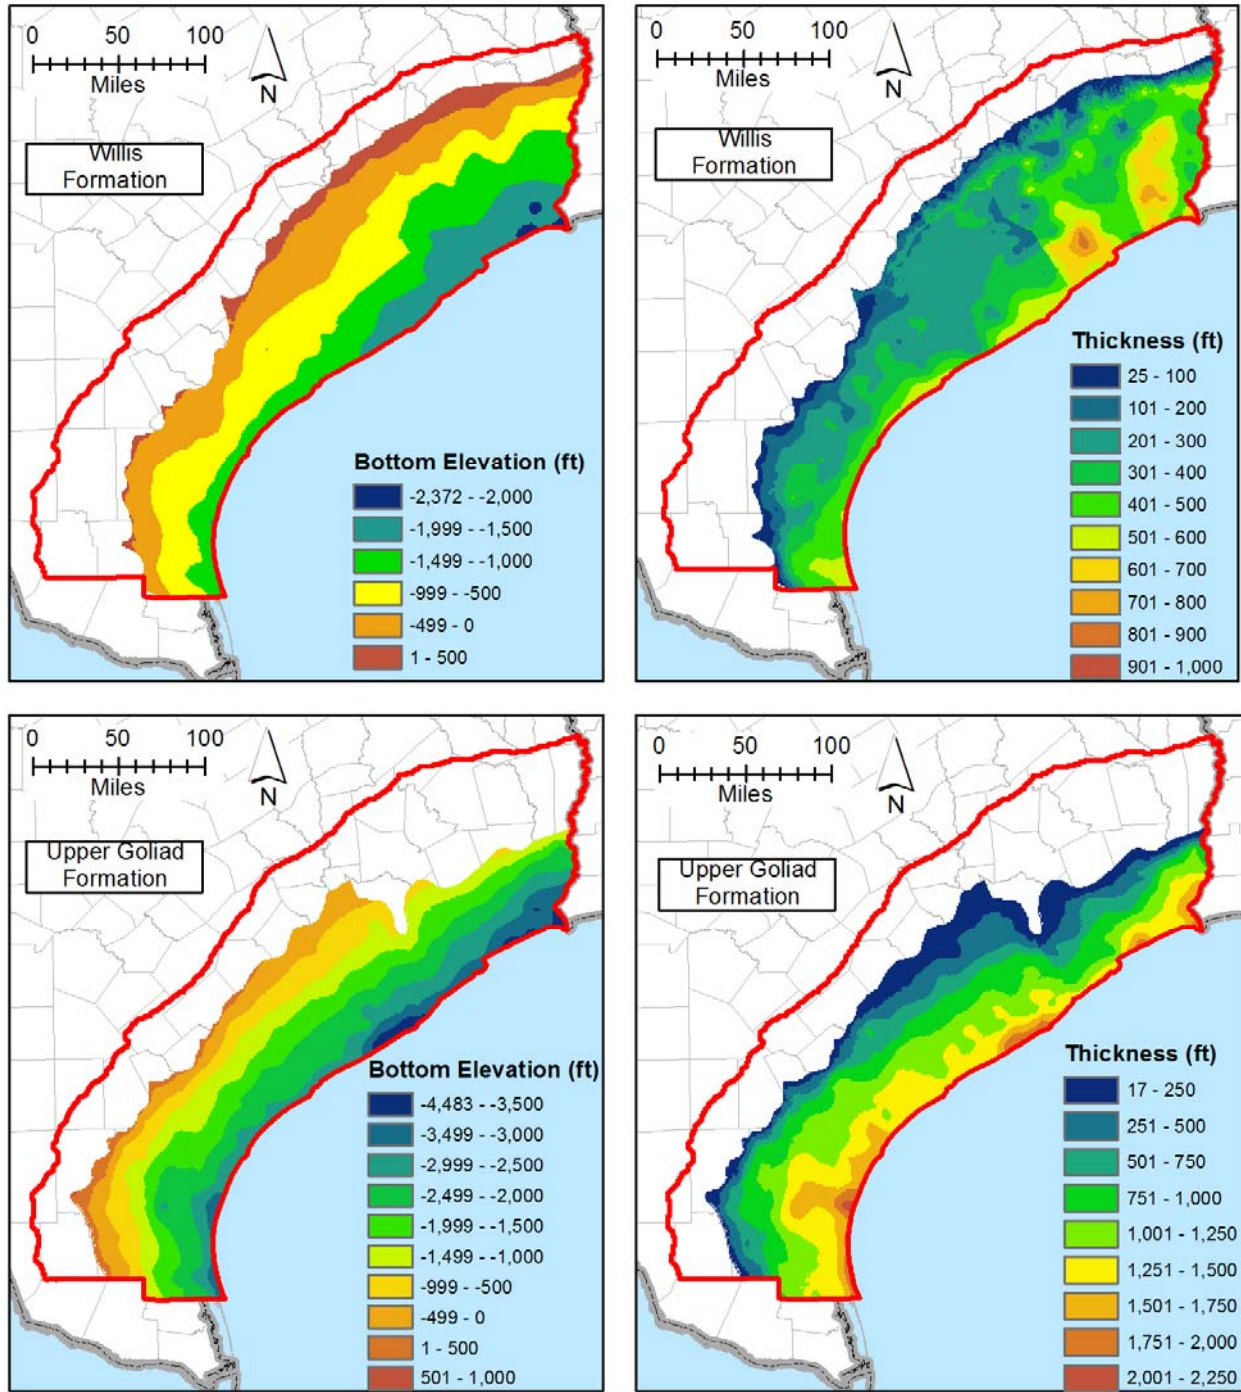 0 50 100
Miles
N
Willis
Formation
Bottom Elevation (ft)
-2,372 - -2,000
-1,999 - -1,500
-1,499 - -1,000
-999 - -500
-499 - 0
1 - 500
0 50 100
Miles
N
Willis
Formation
Thickness (ft)
25 - 100
101 - 200
201 - 300
301 - 400
401 - 500
501 - 600
601 - 700
701 - 800
801 - 900
901 - 1,000
0 50 100
Miles
N
Upper Goliad
Formation
Bottom Elevation (ft)
-4,483 - -3,500
-3,499 - -3,000
-2,999 - -2,500
-2,499 - -2,000
-1,999 - -1,500
-1,499 - -1,000
-999 - -500
-499 - 0
1 - 500
501 - 1,000
0 50 100
Miles
N
Upper Goliad
Formation
Thickness (ft)
17 - 250
251 - 500
501 - 750
751 - 1,000
1,001 - 1,250
1,251 - 1,500
1,501 - 1,750
1,751 - 2,000
2,001 - 2,250